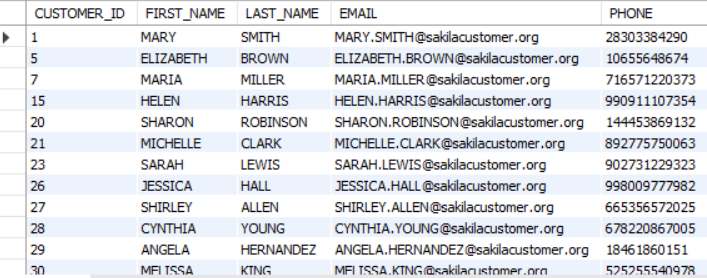 CUSTOMER_ID FIRST_NAME LAST_NAME EMAIL PHONE
1 MARY SMITH MARY.SMITH@sakilacustomer.org 28303384290
5 ELIZABETH BROWN ELIZABETH.BROWN@sakilacustomer.org 10655648674
7 MARIA MILLER MARIA.MILLER@sakilacustomer.org 716571220373
15 HELEN HARRIS HELEN.HARRIS@sakilacustomer.org 990911107354
20 SHARON ROBINSON SHARON.ROBINSON@sakilacustomer.org 144453869132
21 MICHELLE CLARK MICHELLE.CLARK@sakilacustomer.org 892775750063
23 SARAH LEWIS SARAH.LEWIS@sakilacustomer.org 902731229323
26 JESSICA HALL JESSICA.HALL@sakilacustomer.org 998009777982
27 SHIRLEY ALLEN SHIRLEY.ALLEN@sakilacustomer.org 665356572025
28 CYNTHIA YOUNG CYNTHIA.YOUNG@sakilacustomer.org 678220867005
29 ANGELA HERNANDEZ ANGELA.HERNANDEZ@sakilacustomer.org 18461860151
30 MELISSA KING MELISSA.KING@sakilacustomer.org 525255540978